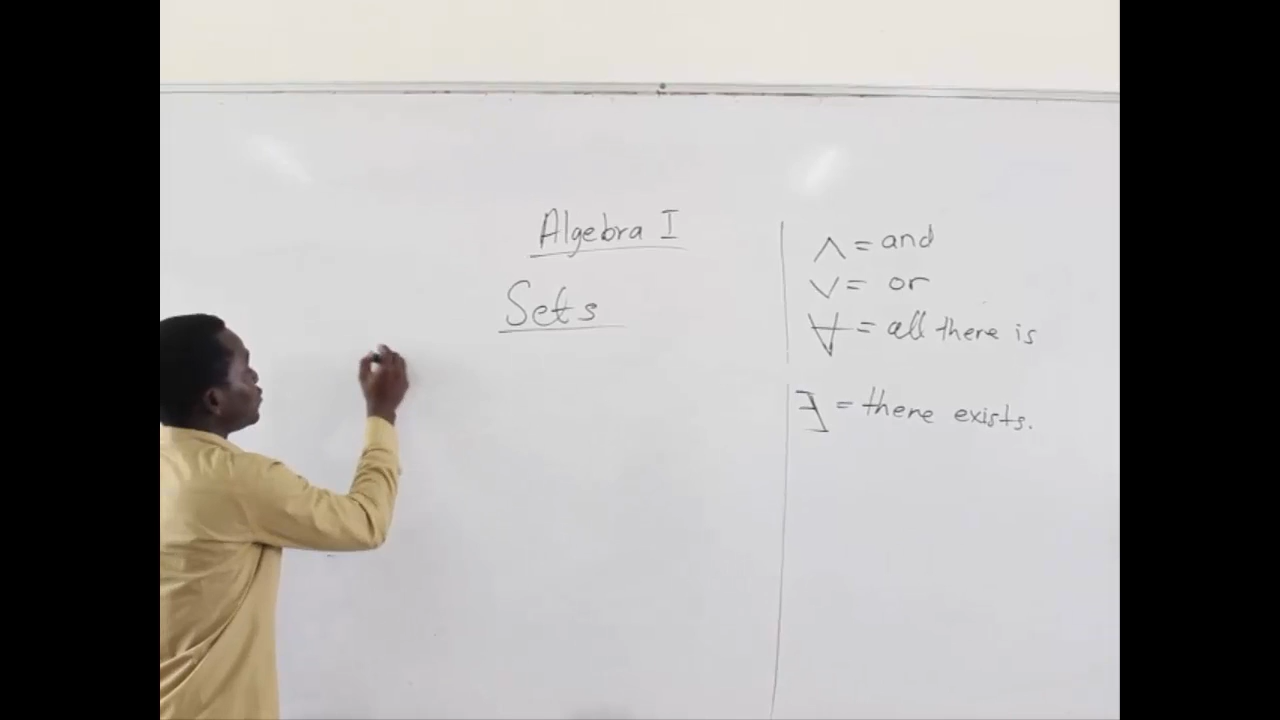 Algebra I
Sets
∧ = and
∨ = or
∀ = all there is
∃ = there exists.